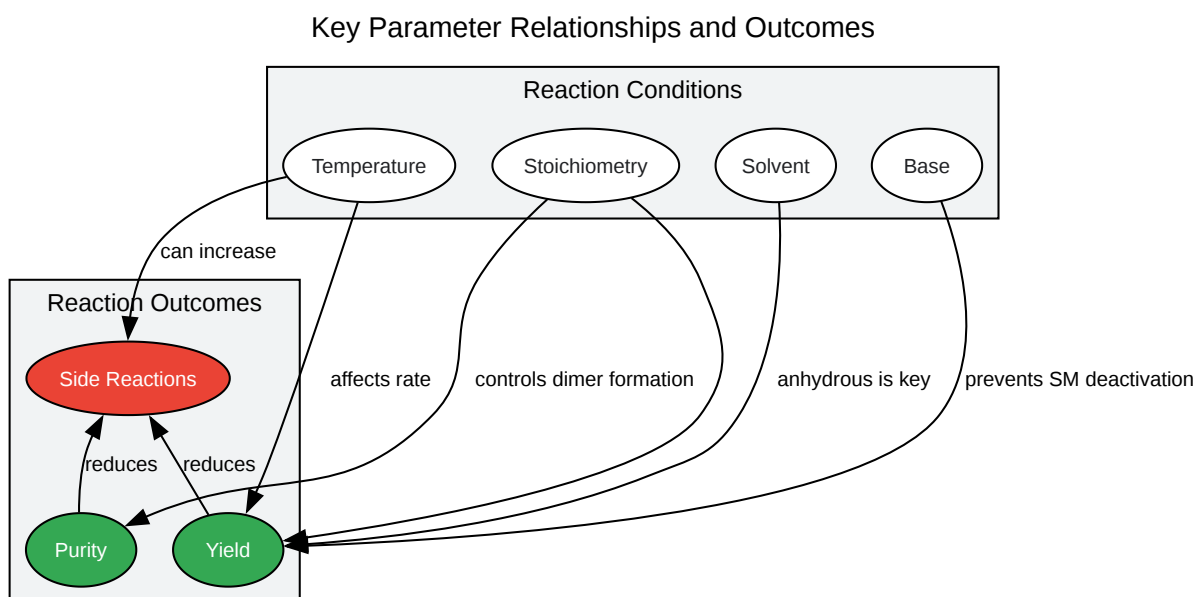 Key Parameter Relationships and Outcomes
Reaction Conditions
Temperature
Stoichiometry
Solvent
Base
can increase
Reaction Outcomes
Side Reactions
affects rate
controls dimer formation
anhydrous is key
prevents SM deactivation
reduces
reduces
Purity
Yield